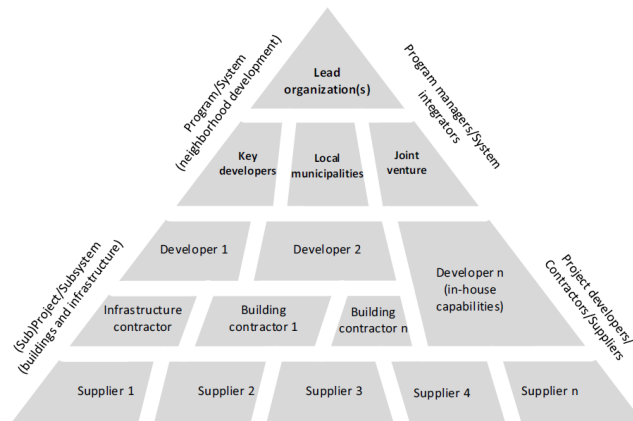 Program/System
(neighborhood development)
Program managers/System
integrators
Lead
organization(s)
Key
developers
Local
municipalities
Joint
venture
(Sub)Project/Subsystem
(buildings and infrastructure)
Project developers/
Contractors/Suppliers
Developer 1
Developer 2
Developer n
(in-house
capabilities)
Infrastructure
contractor
Building
contractor 1
Building
contractor n
Supplier 1
Supplier 2
Supplier 3
Supplier 4
Supplier n